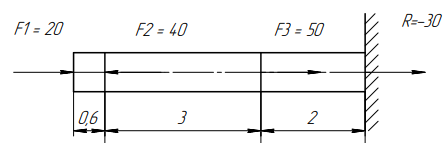 F1 = 20 F2 = 40 F3 = 50 R=-30
0,6 3 2